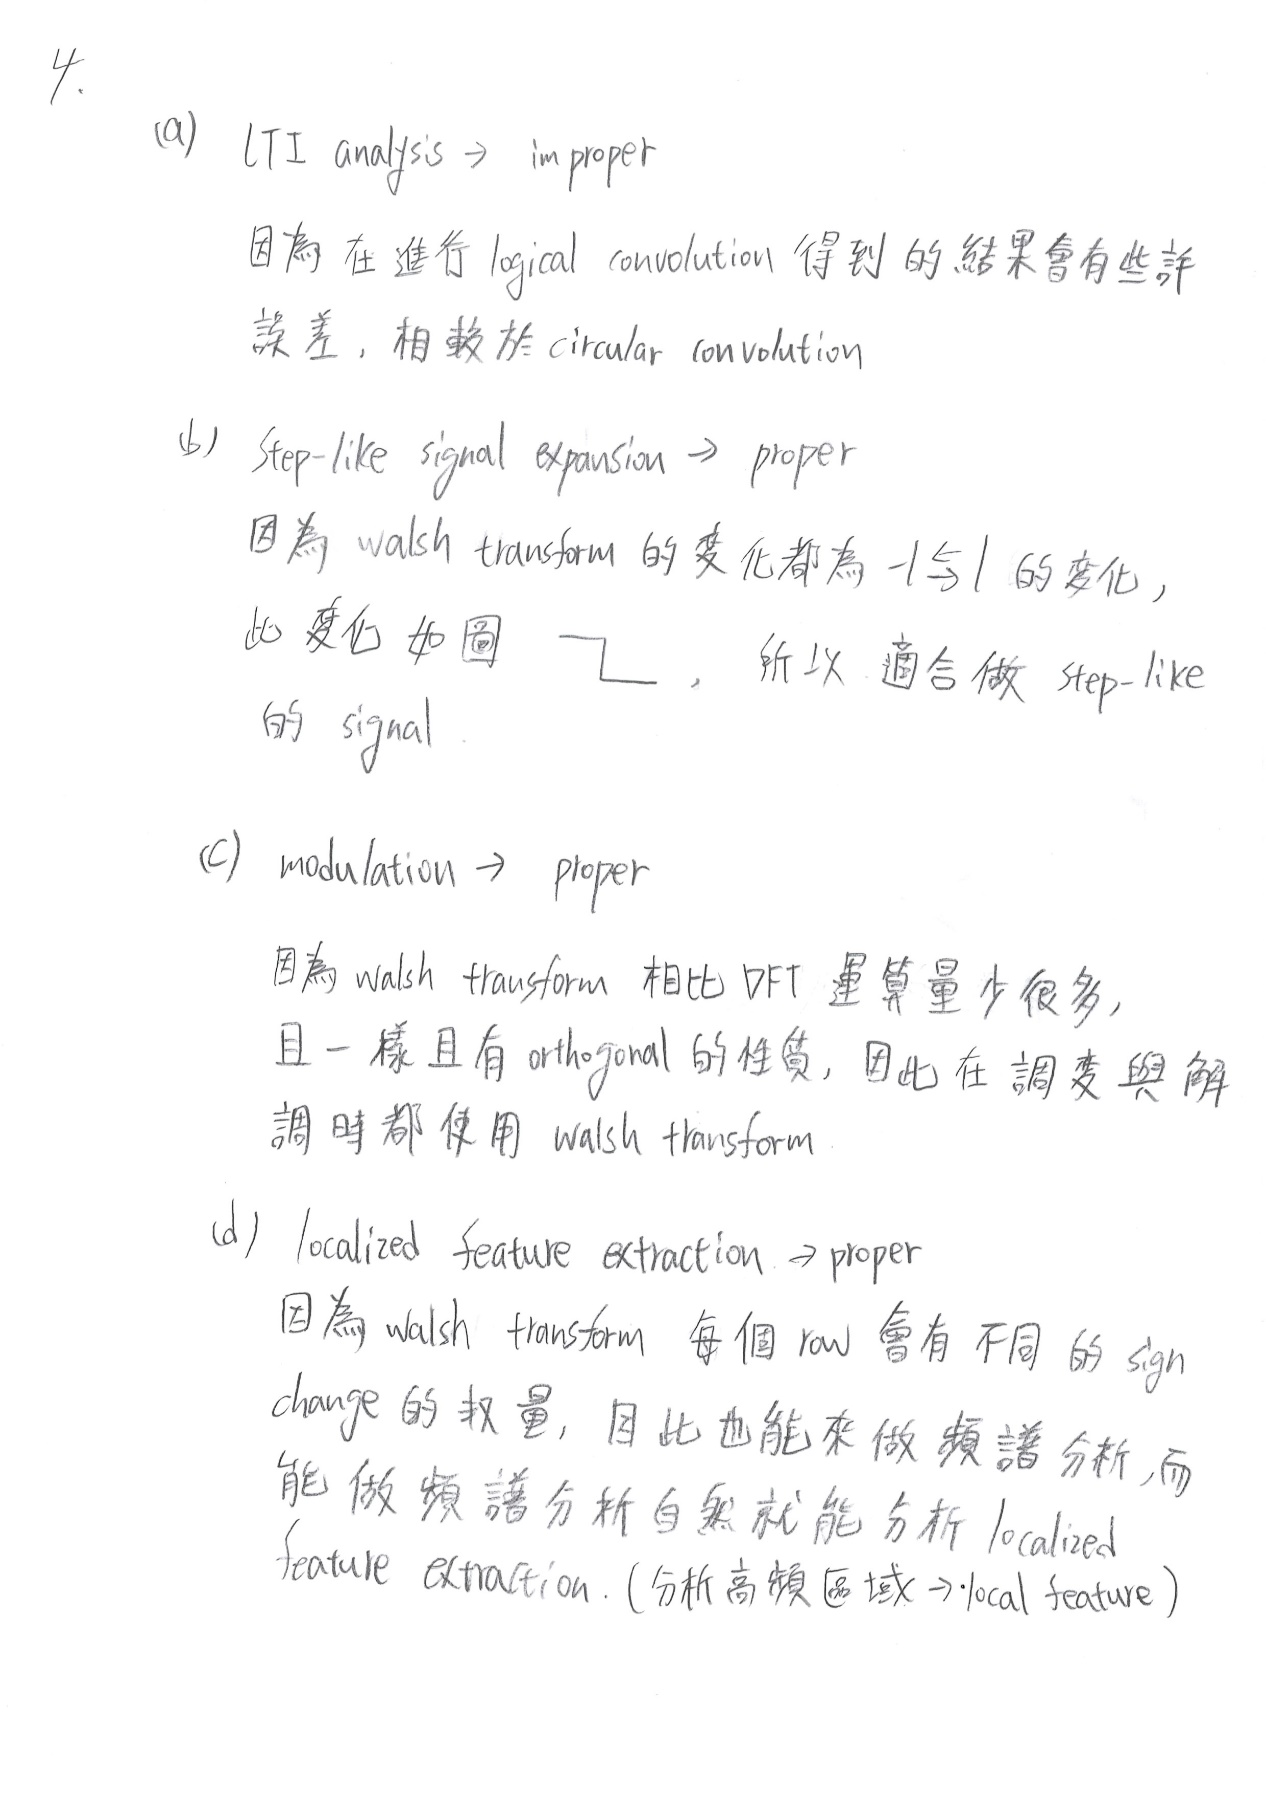 4.
(a) LTI analysis → improper
因為在進行 logical convolution 得到的結果會有些許
誤差, 相較於 circular convolution
(b) step-like signal expansion → proper
因為 walsh transform 的變化都為 -1⇆1 的變化,
此變化如圖 , 所以適合做 step-like
的 signal.
(c) modulation → proper
因為 walsh transform 相比 DFT 運算量少很多,
且一樣且有 orthogonal 的性質, 因此在調變與解
調時都使用 walsh transform.
(d) localized feature extraction → proper
因為 walsh transform 每個 row 會有不同的 sign
change 的數量, 因此也能來做頻譜分析, 而
能做頻譜分析自然就能分析 localized
feature extraction. (分析高頻區域 → local feature)